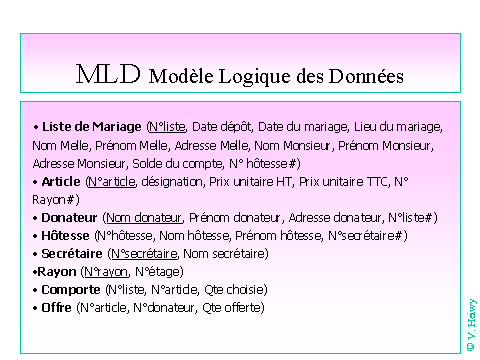 MLD Modèle Logique des Données
• Liste de Mariage (N°liste, Date dépôt, Date du mariage, Lieu du mariage,
Nom Melle, Prénom Melle, Adresse Melle, Nom Monsieur, Prénom Monsieur,
Adresse Monsieur, Solde du compte, N° hôtesse#)
• Article (N°article, désignation, Prix unitaire HT, Prix unitaire TTC, N°
Rayon#)
• Donateur (Nom donateur, Prénom donateur, Adresse donateur, N°liste#)
• Hôtesse (N°hôtesse, Nom hôtesse, Prénom hôtesse, N°secrétaire#)
• Secrétaire (N°secrétaire, Nom secrétaire)
•Rayon (N°rayon, N°étage)
• Comporte (N°liste, N°article, Qte choisie)
• Offre (N°article, N°donateur, Qte offerte)
© V. Heiwy